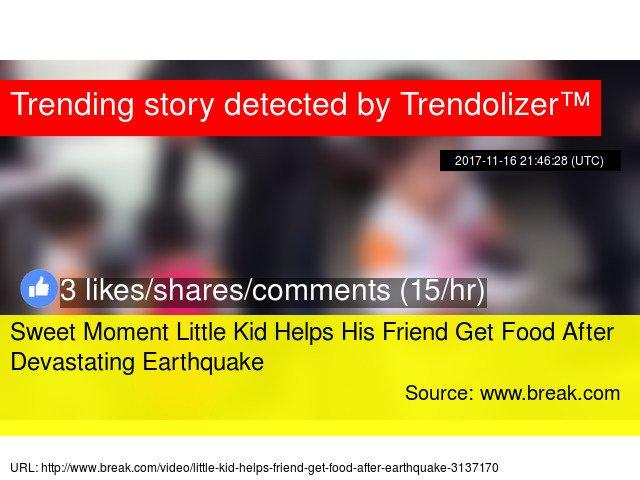 Trending story detected by Trendolizer™
2017-11-16 21:46:28 (UTC)
3 likes/shares/comments (15/hr)
Sweet Moment Little Kid Helps His Friend Get Food After
Devastating Earthquake
Source: www.break.com
URL: http://www.break.com/video/little-kid-helps-friend-get-food-after-earthquake-3137170